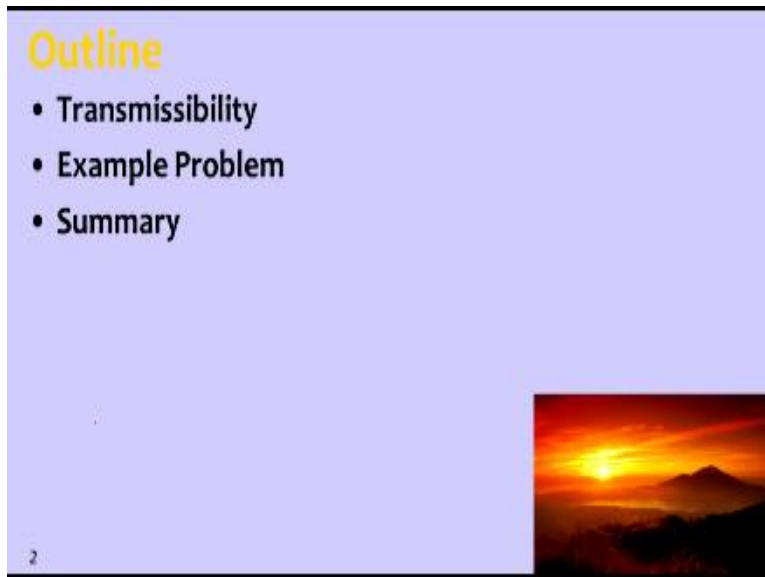 Outline
• Transmissibility
• Example Problem
• Summary
2